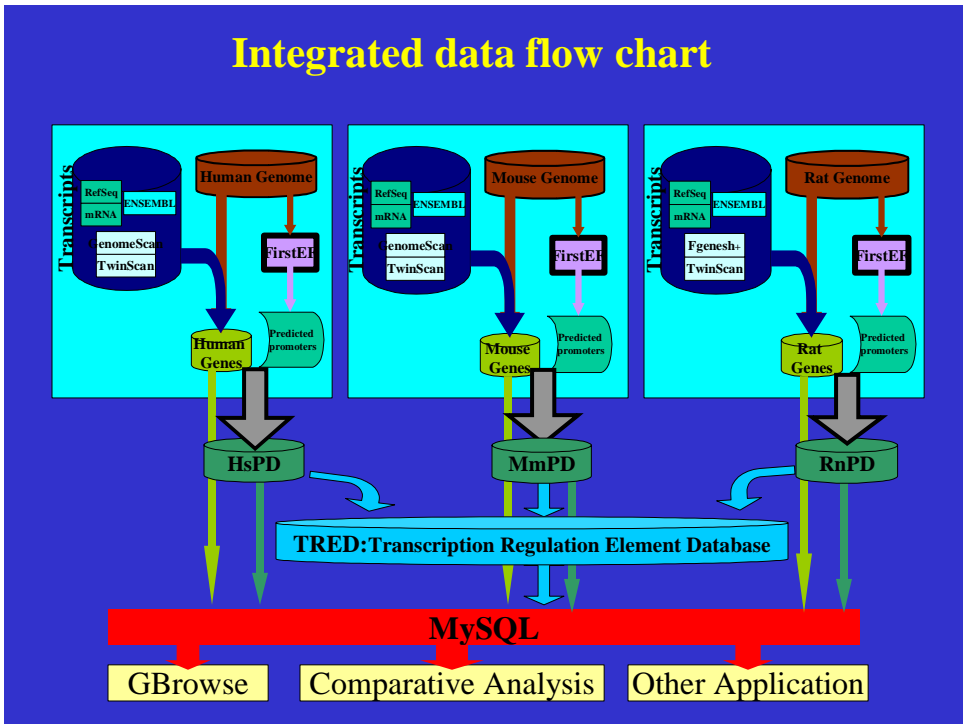 Integrated data flow chart
Transcripts
RefSeq
mRNA
ENSEMBL
GenomeScan
TwinScan
Human Genome
FirstEF
Human
Genes
Predicted
promoters
Transcripts
RefSeq
mRNA
ENSEMBL
GenomeScan
TwinScan
Mouse Genome
FirstEF
Mouse
Genes
Predicted
promoters
Transcripts
RefSeq
mRNA
ENSEMBL
Fgenesh+
TwinScan
Rat Genome
FirstEF
Rat
Genes
Predicted
promoters
HsPD
MmPD
RnPD
TRED:Transcription Regulation Element Database
MySQL
GBrowse
Comparative Analysis
Other Application